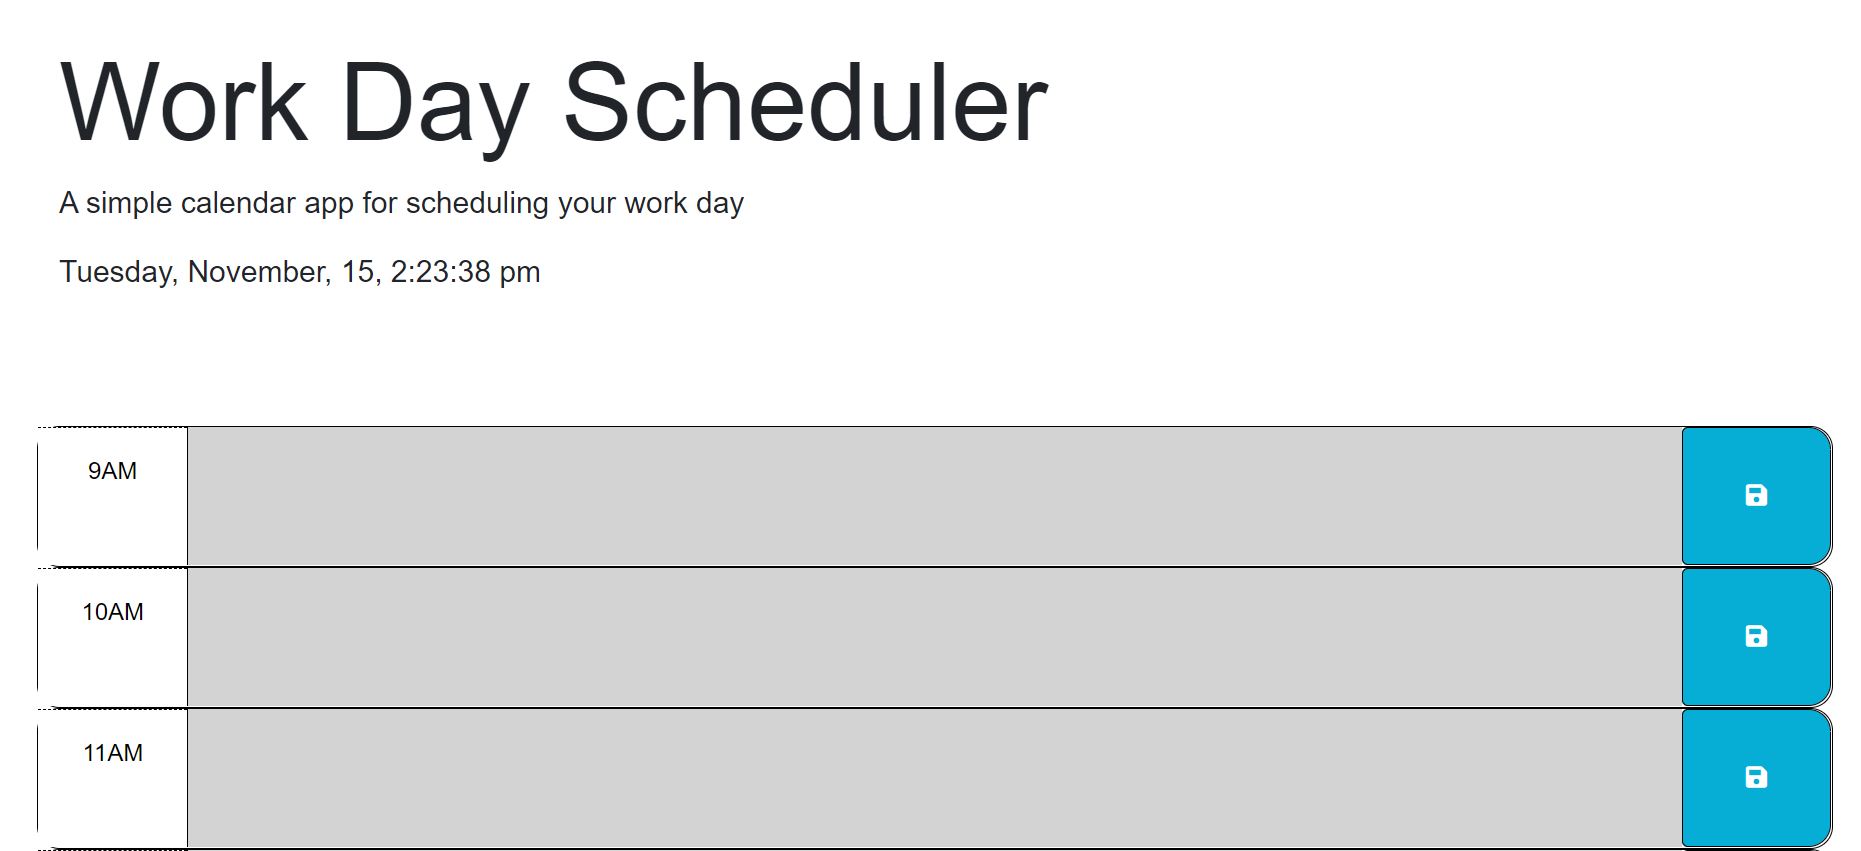 Work Day Scheduler
A simple calendar app for scheduling your work day
Tuesday, November, 15, 2:23:38 pm
9AM
10AM
11AM